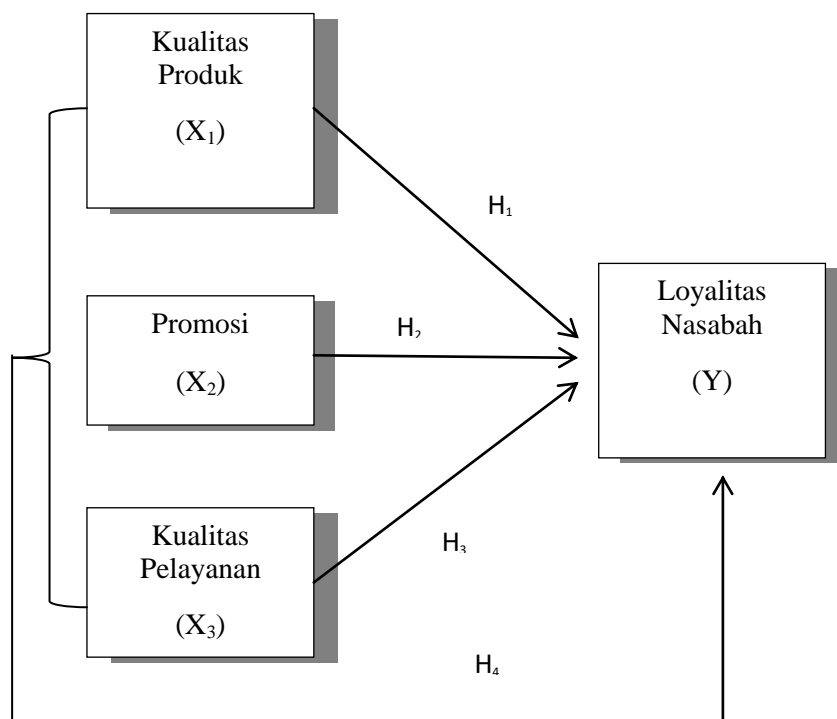 Kualitas
Produk
(X₁)
H₁
Loyalitas
Nasabah
(Y)
Promosi
(X₂)
H₂
Kualitas
Pelayanan
(X₃)
H₃
H₄